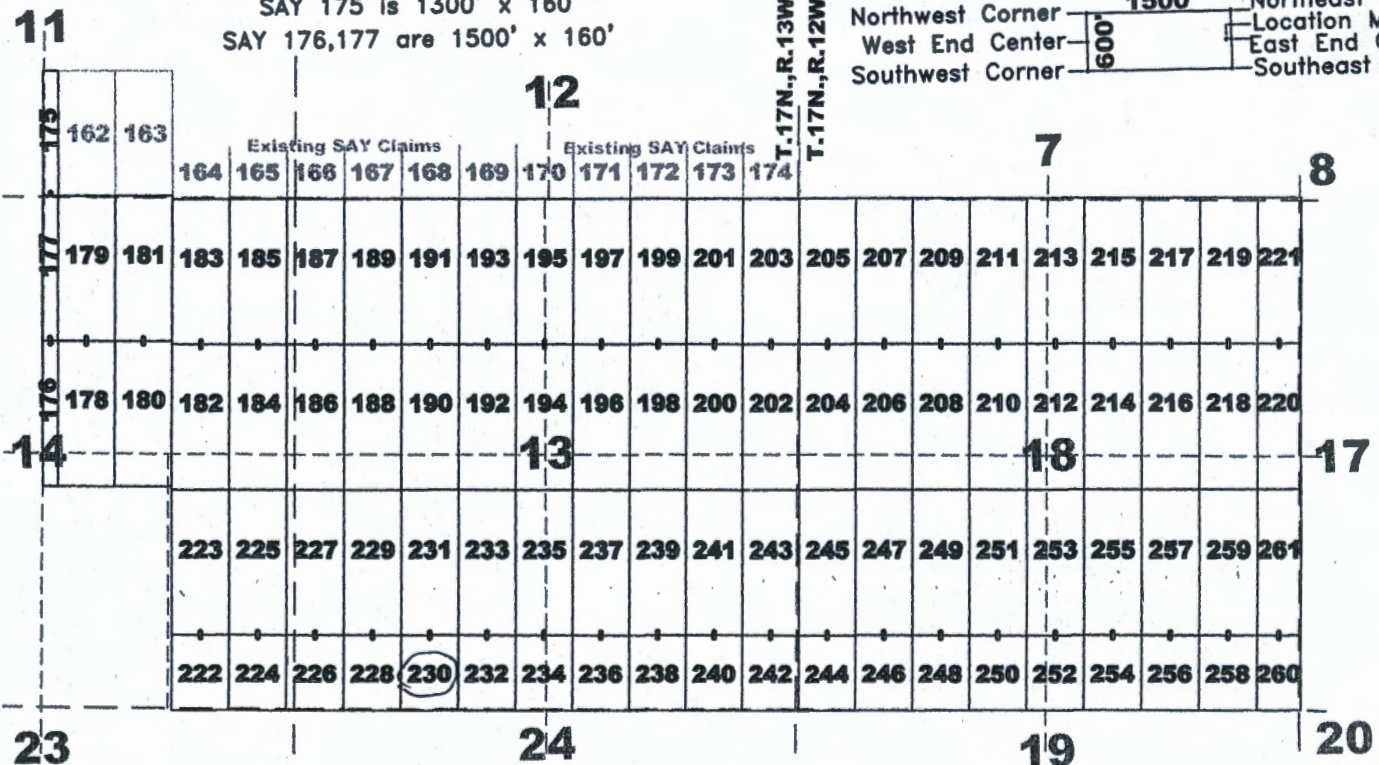 SAY 175 is 1300' x 160'
SAY 176,177 are 1500' x 160'
T.17N.,R.13W
T.17N.,R.12W
1500'
Northwest Corner
West End Center
Southwest Corner
600'
Northeast
Location
East End
Southeast
11
12
7
8
Existing SAY Claims
Existing SAY Claims
175 162 163
164 165 166 167 168 169 170 171 172 173 174
177 179 181 183 185 187 189 191 193 195 197 199 201 203 205 207 209 211 213 215 217 219 221
176 178 180 182 184 186 188 190 192 194 196 198 200 202 204 206 208 210 212 214 216 218 220
14 13 18 17
223 225 227 229 231 233 235 237 239 241 243 245 247 249 251 253 255 257 259 261
222 224 226 228 230 232 234 236 238 240 242 244 246 248 250 252 254 256 258 260
23 24 19 20